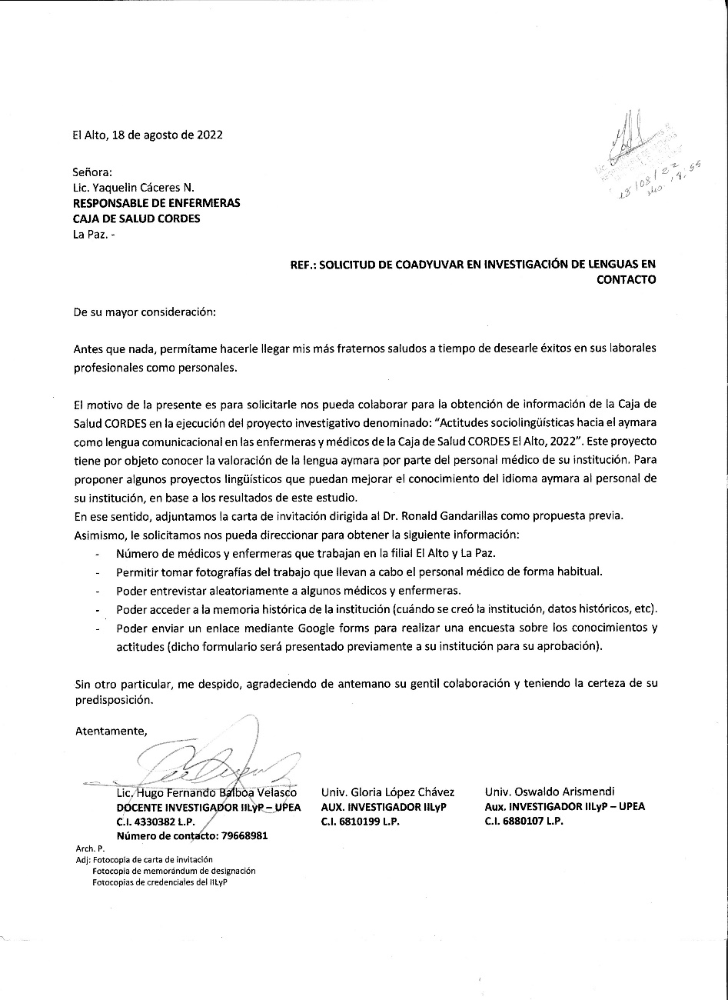 El Alto, 18 de agosto de 2022
18/08/22
18:55
Señora:
Lic. Yaquelin Cáceres N.
RESPONSABLE DE ENFERMERAS
CAJA DE SALUD CORDES
La Paz. -
REF.: SOLICITUD DE COADYUVAR EN INVESTIGACIÓN DE LENGUAS EN
CONTACTO
De su mayor consideración:
Antes que nada, permítame hacerle llegar mis más fraternos saludos a tiempo de desearle éxitos en sus laborales
profesionales como personales.
El motivo de la presente es para solicitarle nos pueda colaborar para la obtención de información de la Caja de
Salud CORDES en la ejecución del proyecto investigativo denominado: “Actitudes sociolingüísticas hacia el aymara
como lengua comunicacional en las enfermeras y médicos de la Caja de Salud CORDES El Alto, 2022”. Este proyecto
tiene por objeto conocer la valoración de la lengua aymara por parte del personal médico de su institución. Para
proponer algunos proyectos lingüísticos que puedan mejorar el conocimiento del idioma aymara al personal de
su institución, en base a los resultados de este estudio.
En ese sentido, adjuntamos la carta de invitación dirigida al Dr. Ronald Gandarillas como propuesta previa.
Asimismo, le solicitamos nos pueda direccionar para obtener la siguiente información:
- Número de médicos y enfermeras que trabajan en la filial El Alto y La Paz.
- Permitir tomar fotografías del trabajo que llevan a cabo el personal médico de forma habitual.
- Poder entrevistar aleatoriamente a algunos médicos y enfermeras.
- Poder acceder a la memoria histórica de la institución (cuándo se creó la institución, datos históricos, etc).
- Poder enviar un enlace mediante Google forms para realizar una encuesta sobre los conocimientos y
actitudes (dicho formulario será presentado previamente a su institución para su aprobación).
Sin otro particular, me despido, agradeciendo de antemano su gentil colaboración y teniendo la certeza de su
predisposición.
Atentamente,
Lic. Hugo Fernando Balboa Velasco
DOCENTE INVESTIGADOR IILyP – UPEA
C.I. 4330382 L.P.
Número de contacto: 79668981
Univ. Gloria López Chávez
AUX. INVESTIGADOR IILyP
C.I. 6810199 L.P.
Univ. Oswaldo Arismendi
Aux. INVESTIGADOR IILyP – UPEA
C.I. 6880107 L.P.
Arch. P.
Adj: Fotocopia de carta de invitación
Fotocopia de memorándum de designación
Fotocopias de credenciales del IILyP